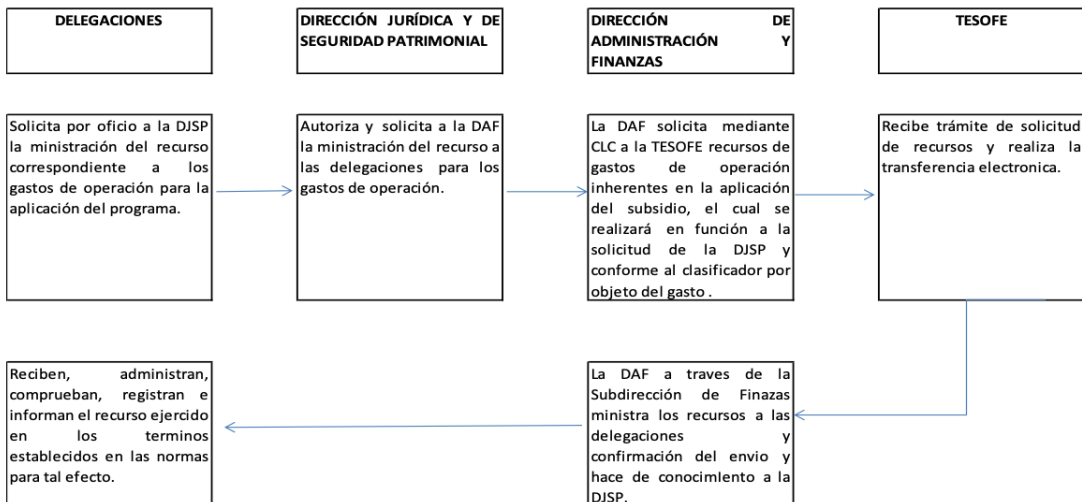 DELEGACIONES
DIRECCIÓN JURÍDICA Y DE
SEGURIDAD PATRIMONIAL
DIRECCIÓN DE
ADMINISTRACIÓN Y
FINANZAS
TESOFE
Solicita por oficio a la DJSP
la ministración del recurso
correspondiente a los
gastos de operación para la
aplicación del programa.
Autoriza y solicita a la DAF
la ministración del recurso a
las delegaciones para los
gastos de operación.
La DAF solicita mediante
CLC a la TESOFE recursos de
gastos de operación
inherentes en la aplicación
del subsidio, el cual se
realizará en función a la
solicitud de la DJSP y
conforme al clasificador por
objeto del gasto .
Recibe trámite de solicitud
de recursos y realiza la
transferencia electronica.
Reciben, administran,
comprueban, registran e
informan el recurso ejercido
en los terminos
establecidos en las normas
para tal efecto.
La DAF a traves de la
Subdirección de Finazas
ministra los recursos a las
delegaciones y
confirmación del envio y
hace de conocimIento a la
DJSP.